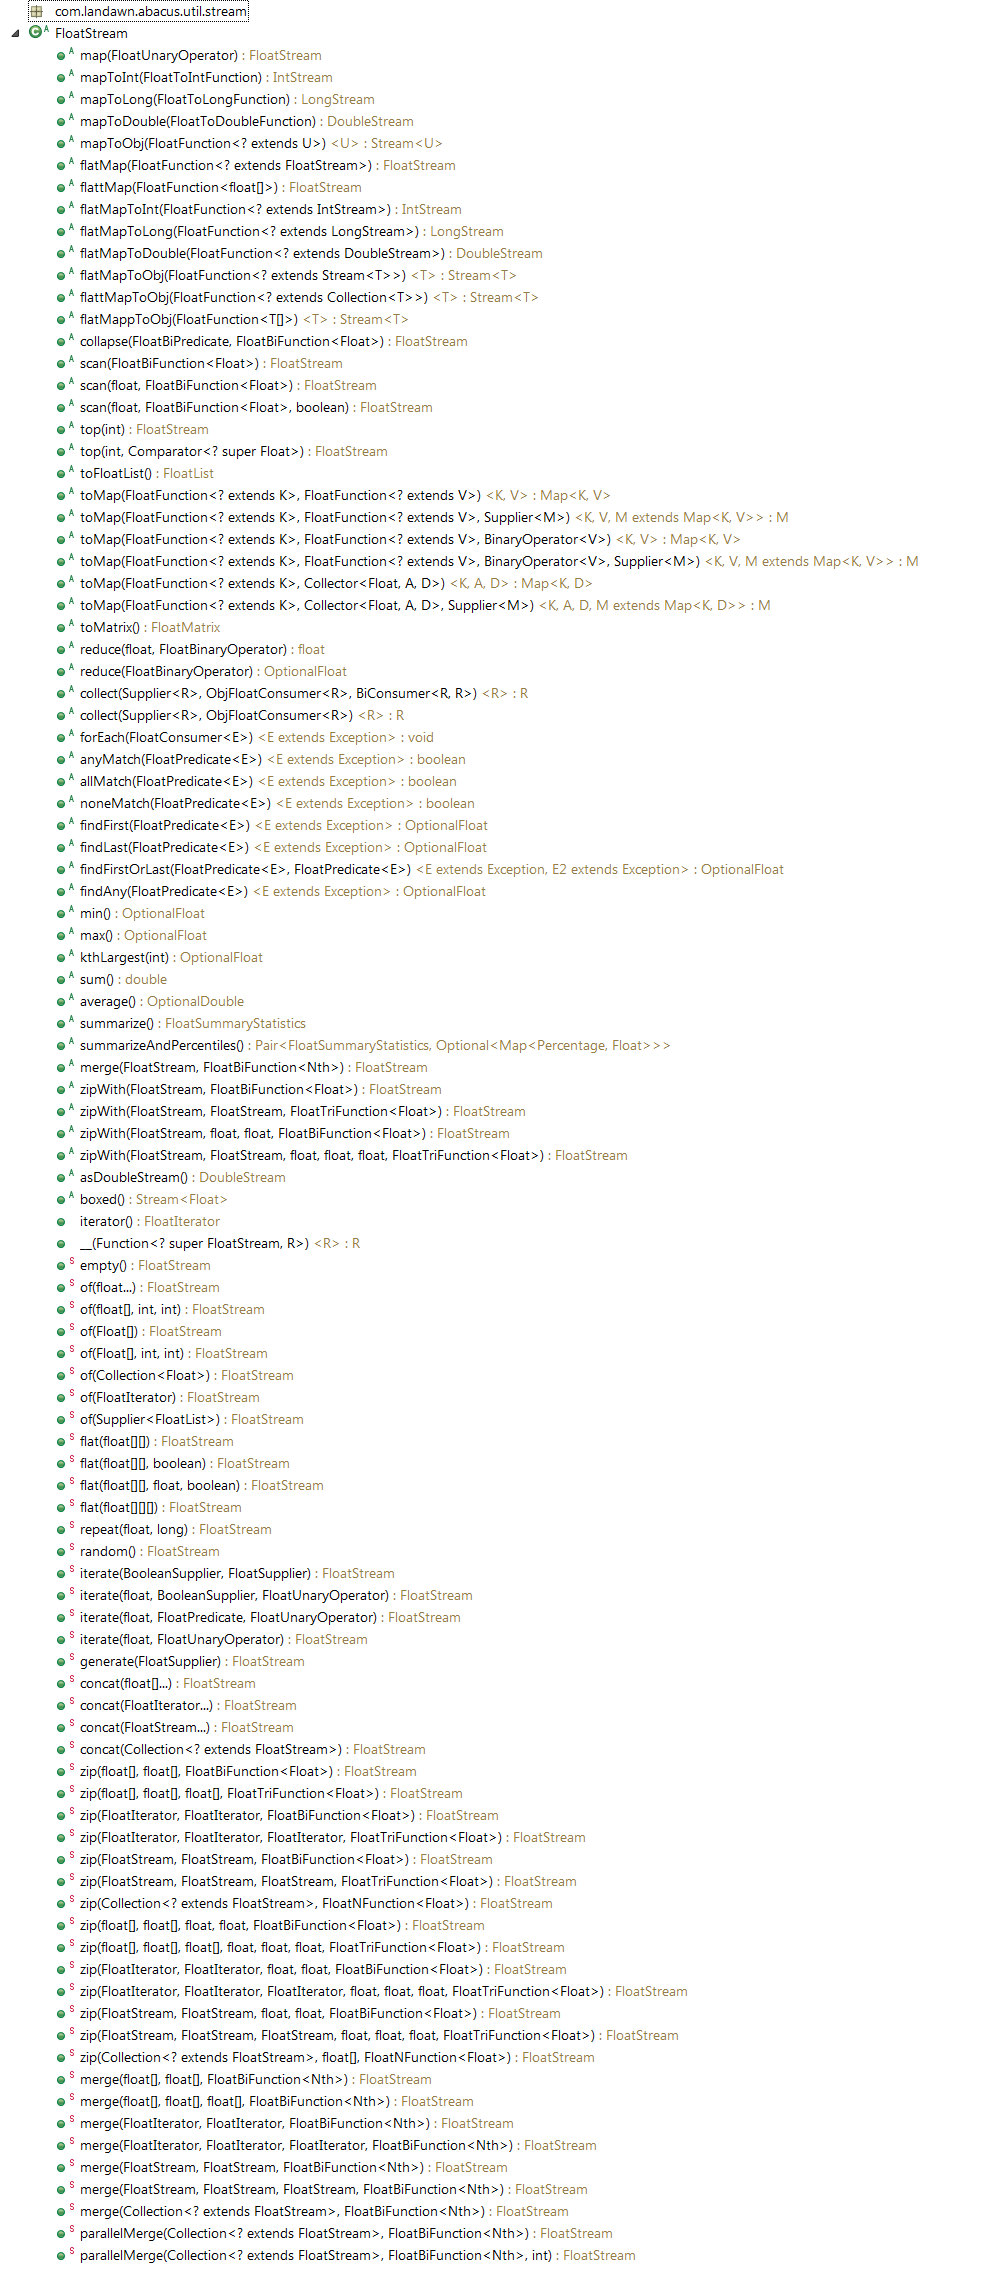 com.landawn.abacus.util.stream
C A FloatStream
A map(FloatUnaryOperator) : FloatStream
A mapToInt(FloatToIntFunction) : IntStream
A mapToLong(FloatToLongFunction) : LongStream
A mapToDouble(FloatToDoubleFunction) : DoubleStream
A mapToObj(FloatFunction<? extends U>) <U> : Stream<U>
A flatMap(FloatFunction<? extends FloatStream>) : FloatStream
A flattMap(FloatFunction<float[]>) : FloatStream
A flatMapToInt(FloatFunction<? extends IntStream>) : IntStream
A flatMapToLong(FloatFunction<? extends LongStream>) : LongStream
A flatMapToDouble(FloatFunction<? extends DoubleStream>) : DoubleStream
A flatMapToObj(FloatFunction<? extends Stream<T>>) <T> : Stream<T>
A flattMapToObj(FloatFunction<? extends Collection<T>>) <T> : Stream<T>
A flatMappToObj(FloatFunction<T[]>) <T> : Stream<T>
A collapse(FloatBiPredicate, FloatBiFunction<Float>) : FloatStream
A scan(FloatBiFunction<Float>) : FloatStream
A scan(float, FloatBiFunction<Float>) : FloatStream
A scan(float, FloatBiFunction<Float>, boolean) : FloatStream
A top(int) : FloatStream
A top(int, Comparator<? super Float>) : FloatStream
A toFloatList() : FloatList
A toMap(FloatFunction<? extends K>, FloatFunction<? extends V>) <K, V> : Map<K, V>
A toMap(FloatFunction<? extends K>, FloatFunction<? extends V>, Supplier<M>) <K, V, M extends Map<K, V>> : M
A toMap(FloatFunction<? extends K>, FloatFunction<? extends V>, BinaryOperator<V>) <K, V> : Map<K, V>
A toMap(FloatFunction<? extends K>, FloatFunction<? extends V>, BinaryOperator<V>, Supplier<M>) <K, V, M extends Map<K, V>> : M
A toMap(FloatFunction<? extends K>, Collector<Float, A, D>) <K, A, D> : Map<K, D>
A toMap(FloatFunction<? extends K>, Collector<Float, A, D>, Supplier<M>) <K, A, D, M extends Map<K, D>> : M
A toMatrix() : FloatMatrix
A reduce(float, FloatBinaryOperator) : float
A reduce(FloatBinaryOperator) : OptionalFloat
A collect(Supplier<R>, ObjFloatConsumer<R>, BiConsumer<R, R>) <R> : R
A collect(Supplier<R>, ObjFloatConsumer<R>) <R> : R
A forEach(FloatConsumer<E>) <E extends Exception> : void
A anyMatch(FloatPredicate<E>) <E extends Exception> : boolean
A allMatch(FloatPredicate<E>) <E extends Exception> : boolean
A noneMatch(FloatPredicate<E>) <E extends Exception> : boolean
A findFirst(FloatPredicate<E>) <E extends Exception> : OptionalFloat
A findLast(FloatPredicate<E>) <E extends Exception> : OptionalFloat
A findFirstOrLast(FloatPredicate<E>, FloatPredicate<E>) <E extends Exception, E2 extends Exception> : OptionalFloat
A findAny(FloatPredicate<E>) <E extends Exception> : OptionalFloat
A min() : OptionalFloat
A max() : OptionalFloat
A kthLargest(int) : OptionalFloat
A sum() : double
A average() : OptionalDouble
A summarize() : FloatSummaryStatistics
A summarizeAndPercentiles() : Pair<FloatSummaryStatistics, Optional<Map<Percentage, Float>>>
A merge(FloatStream, FloatBiFunction<Nth>) : FloatStream
A zipWith(FloatStream, FloatBiFunction<Float>) : FloatStream
A zipWith(FloatStream, FloatStream, FloatTriFunction<Float>) : FloatStream
A zipWith(FloatStream, float, float, FloatBiFunction<Float>) : FloatStream
A zipWith(FloatStream, FloatStream, float, float, float, FloatTriFunction<Float>) : FloatStream
A asDoubleStream() : DoubleStream
A boxed() : Stream<Float>
iterator() : FloatIterator
__(Function<? super FloatStream, R>) <R> : R
S empty() : FloatStream
S of(float...) : FloatStream
S of(float[], int, int) : FloatStream
S of(Float[]) : FloatStream
S of(Float[], int, int) : FloatStream
S of(Collection<Float>) : FloatStream
S of(FloatIterator) : FloatStream
S of(Supplier<FloatList>) : FloatStream
S flat(float[][]) : FloatStream
S flat(float[][], boolean) : FloatStream
S flat(float[][], float, boolean) : FloatStream
S flat(float[][][]) : FloatStream
S repeat(float, long) : FloatStream
S random() : FloatStream
S iterate(BooleanSupplier, FloatSupplier) : FloatStream
S iterate(float, BooleanSupplier, FloatUnaryOperator) : FloatStream
S iterate(float, FloatPredicate, FloatUnaryOperator) : FloatStream
S iterate(float, FloatUnaryOperator) : FloatStream
S generate(FloatSupplier) : FloatStream
S concat(float[]...) : FloatStream
S concat(FloatIterator...) : FloatStream
S concat(FloatStream...) : FloatStream
S concat(Collection<? extends FloatStream>) : FloatStream
S zip(float[], float[], FloatBiFunction<Float>) : FloatStream
S zip(float[], float[], float[], FloatTriFunction<Float>) : FloatStream
S zip(FloatIterator, FloatIterator, FloatBiFunction<Float>) : FloatStream
S zip(FloatIterator, FloatIterator, FloatIterator, FloatTriFunction<Float>) : FloatStream
S zip(FloatStream, FloatStream, FloatBiFunction<Float>) : FloatStream
S zip(FloatStream, FloatStream, FloatStream, FloatTriFunction<Float>) : FloatStream
S zip(Collection<? extends FloatStream>, FloatNFunction<Float>) : FloatStream
S zip(float[], float[], float, float, FloatBiFunction<Float>) : FloatStream
S zip(float[], float[], float[], float, float, float, FloatTriFunction<Float>) : FloatStream
S zip(FloatIterator, FloatIterator, float, float, FloatBiFunction<Float>) : FloatStream
S zip(FloatIterator, FloatIterator, FloatIterator, float, float, float, FloatTriFunction<Float>) : FloatStream
S zip(FloatStream, FloatStream, float, float, FloatBiFunction<Float>) : FloatStream
S zip(FloatStream, FloatStream, FloatStream, float, float, float, FloatTriFunction<Float>) : FloatStream
S zip(Collection<? extends FloatStream>, float[], FloatNFunction<Float>) : FloatStream
S merge(float[], float[], FloatBiFunction<Nth>) : FloatStream
S merge(float[], float[], float[], FloatBiFunction<Nth>) : FloatStream
S merge(FloatIterator, FloatIterator, FloatBiFunction<Nth>) : FloatStream
S merge(FloatIterator, FloatIterator, FloatIterator, FloatBiFunction<Nth>) : FloatStream
S merge(FloatStream, FloatStream, FloatBiFunction<Nth>) : FloatStream
S merge(FloatStream, FloatStream, FloatStream, FloatBiFunction<Nth>) : FloatStream
S merge(Collection<? extends FloatStream>, FloatBiFunction<Nth>) : FloatStream
S parallelMerge(Collection<? extends FloatStream>, FloatBiFunction<Nth>) : FloatStream
S parallelMerge(Collection<? extends FloatStream>, FloatBiFunction<Nth>, int) : FloatStream